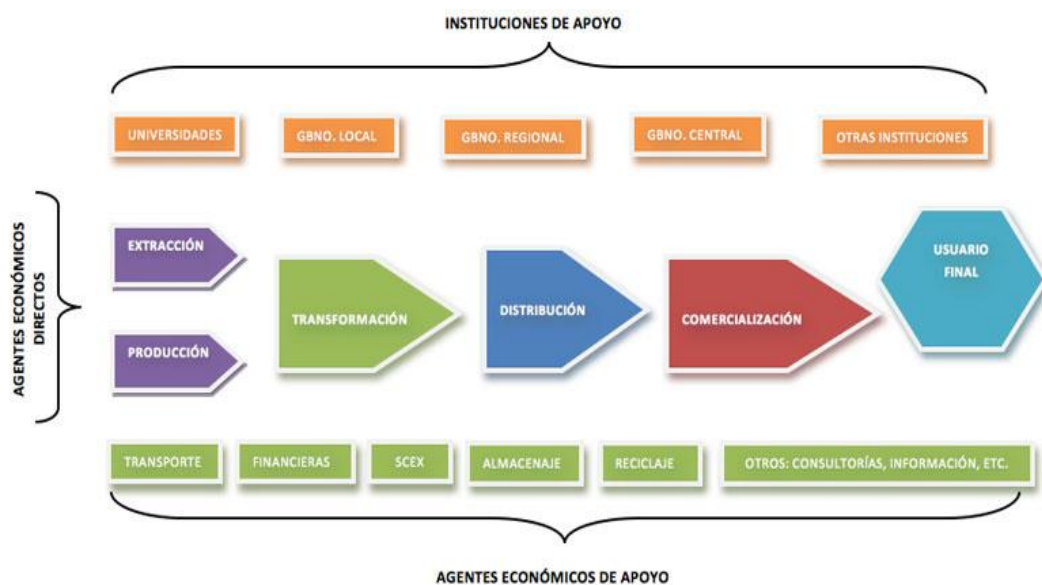 INSTITUCIONES DE APOYO
UNIVERSIDADES
GBNO. LOCAL
GBNO. REGIONAL
GBNO. CENTRAL
OTRAS INSTITUCIONES
AGENTES ECONÓMICOS
DIRECTOS
EXTRACCIÓN
PRODUCCIÓN
TRANSFORMACIÓN
DISTRIBUCIÓN
COMERCIALIZACIÓN
USUARIO
FINAL
TRANSPORTE
FINANCIERAS
SCEX
ALMACENAJE
RECICLAJE
OTROS: CONSULTORÍAS, INFORMACIÓN, ETC.
AGENTES ECONÓMICOS DE APOYO